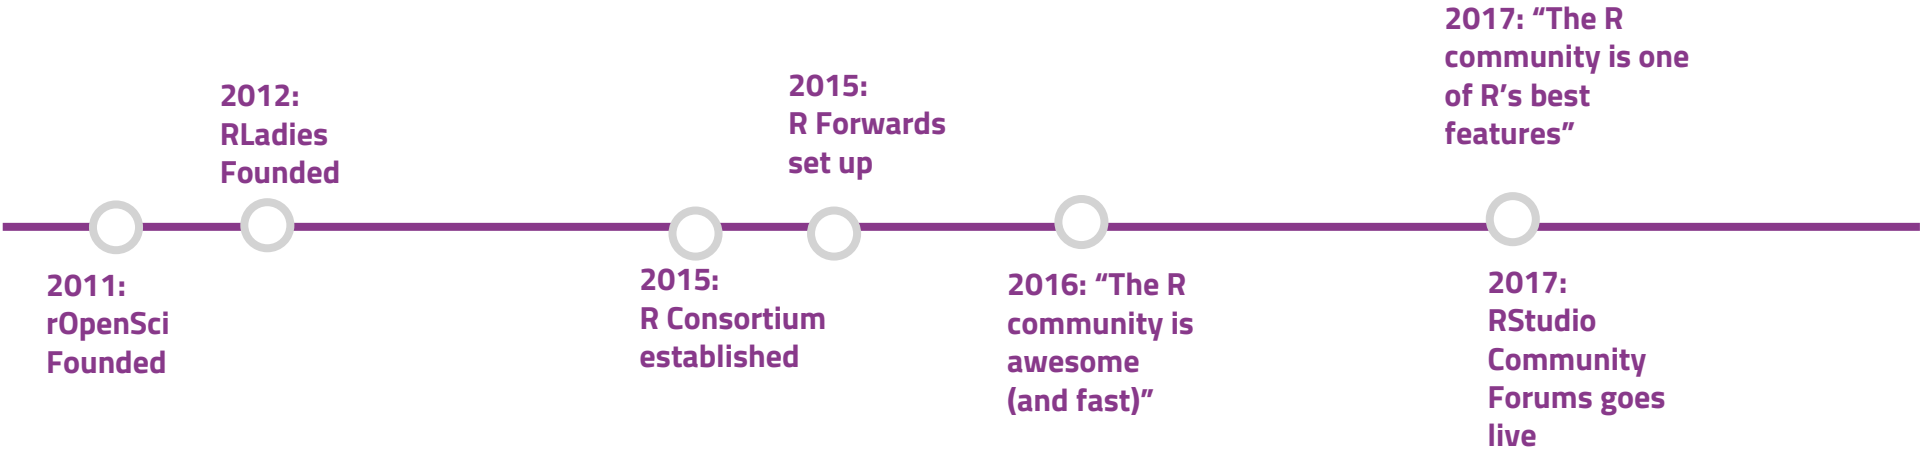 2011:
rOpenSci
Founded
2012:
RLadies
Founded
2015:
R Consortium
established
2015:
R Forwards
set up
2016: “The R
community is
awesome
(and fast)”
2017: “The R
community is one
of R’s best
features”
2017:
RStudio
Community
Forums goes
live